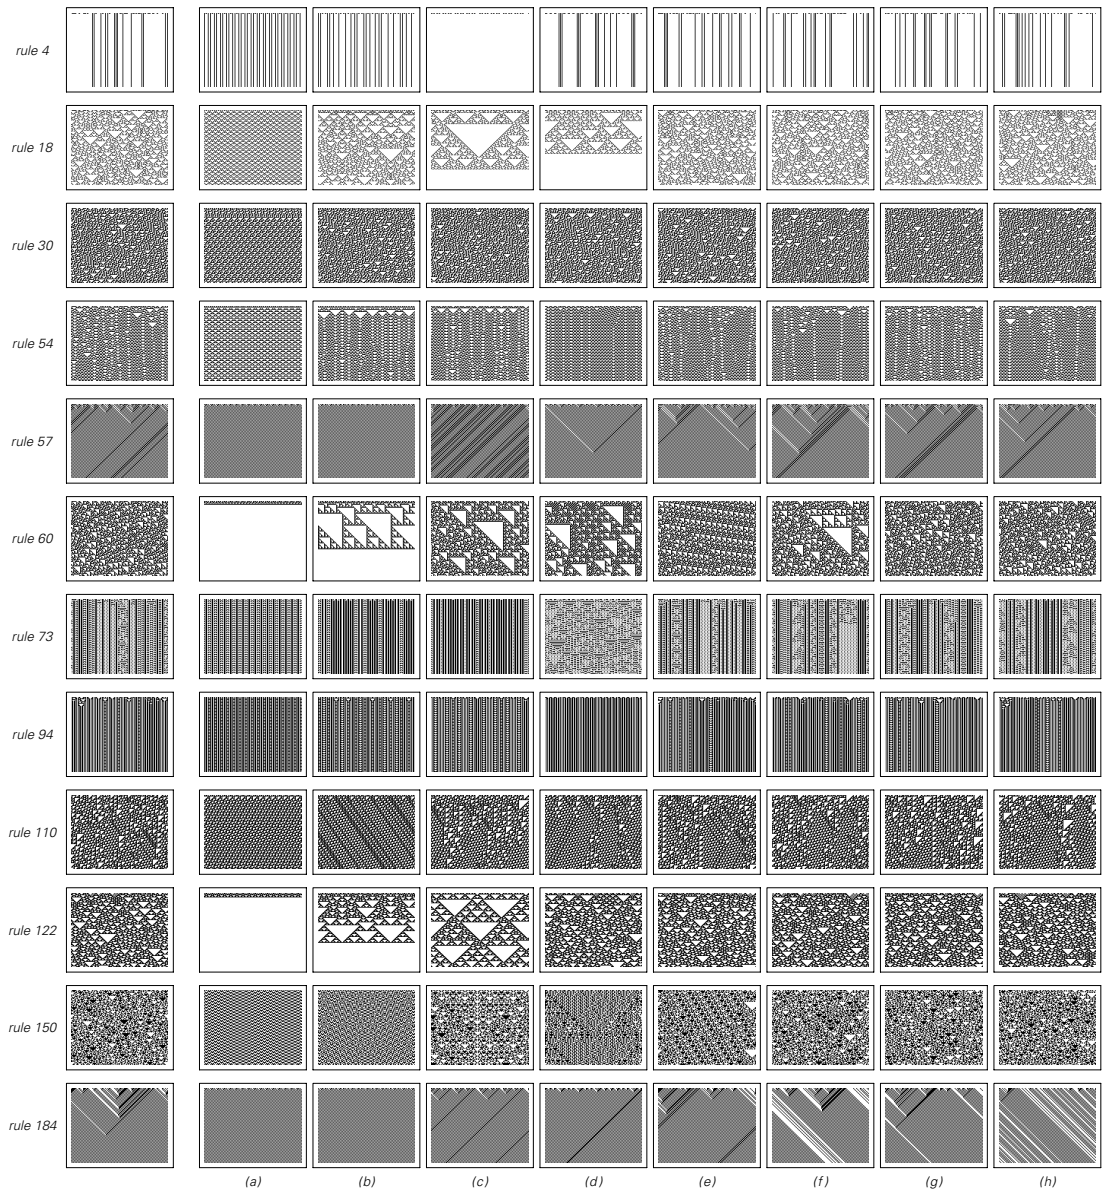 rule 4
rule 18
rule 30
rule 54
rule 57
rule 60
rule 73
rule 94
rule 110
rule 122
rule 150
rule 184
(a) (b) (c) (d) (e) (f) (g) (h)